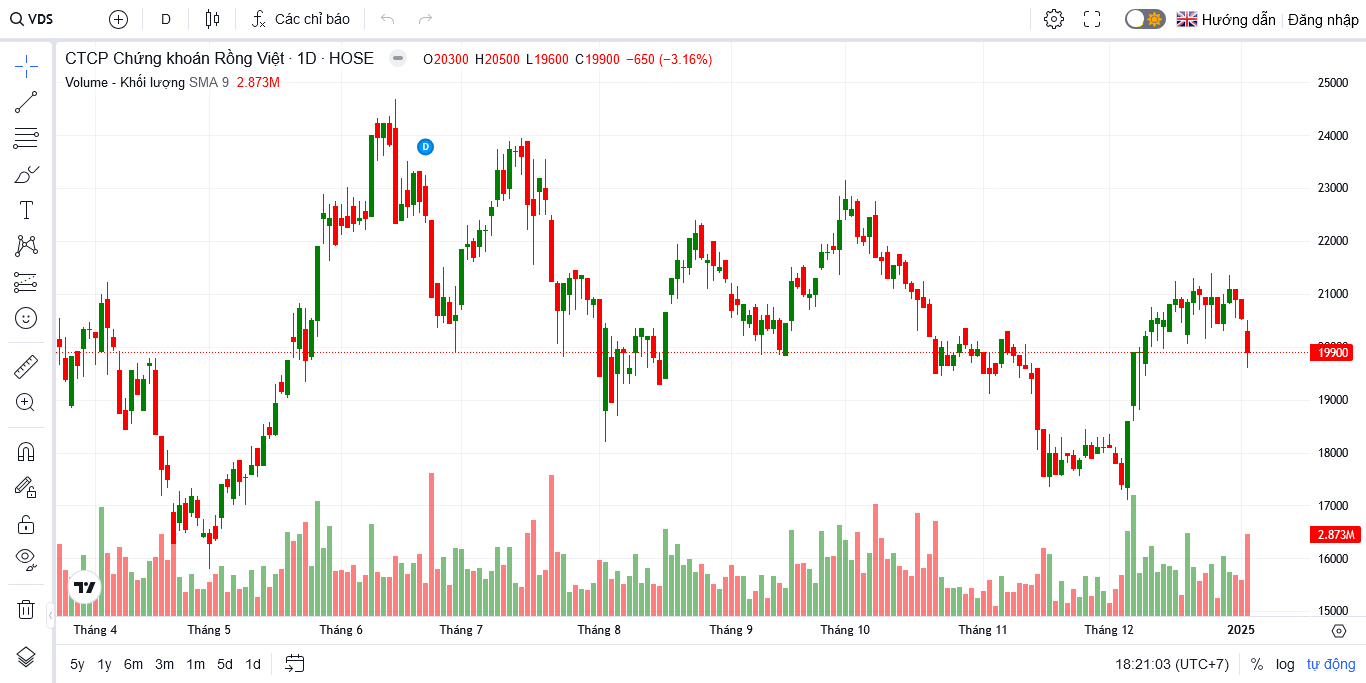 VDS D Các chỉ báo Hướng dẫn Đăng nhập
CTCP Chứng khoán Rồng Việt · 1D · HOSE O20300 H20500 L19600 C19900 −650 (−3.16%)
Volume - Khối lượng SMA 9 2.873M
25000
24000
D
23000
22000
21000
20000
19900
19000
18000
17000
2.873M
16000
15000
Tháng 4 Tháng 5 Tháng 6 Tháng 7 Tháng 8 Tháng 9 Tháng 10 Tháng 11 Tháng 12 2025
5y 1y 6m 3m 1m 5d 1d 18:21:03 (UTC+7) % log tự động